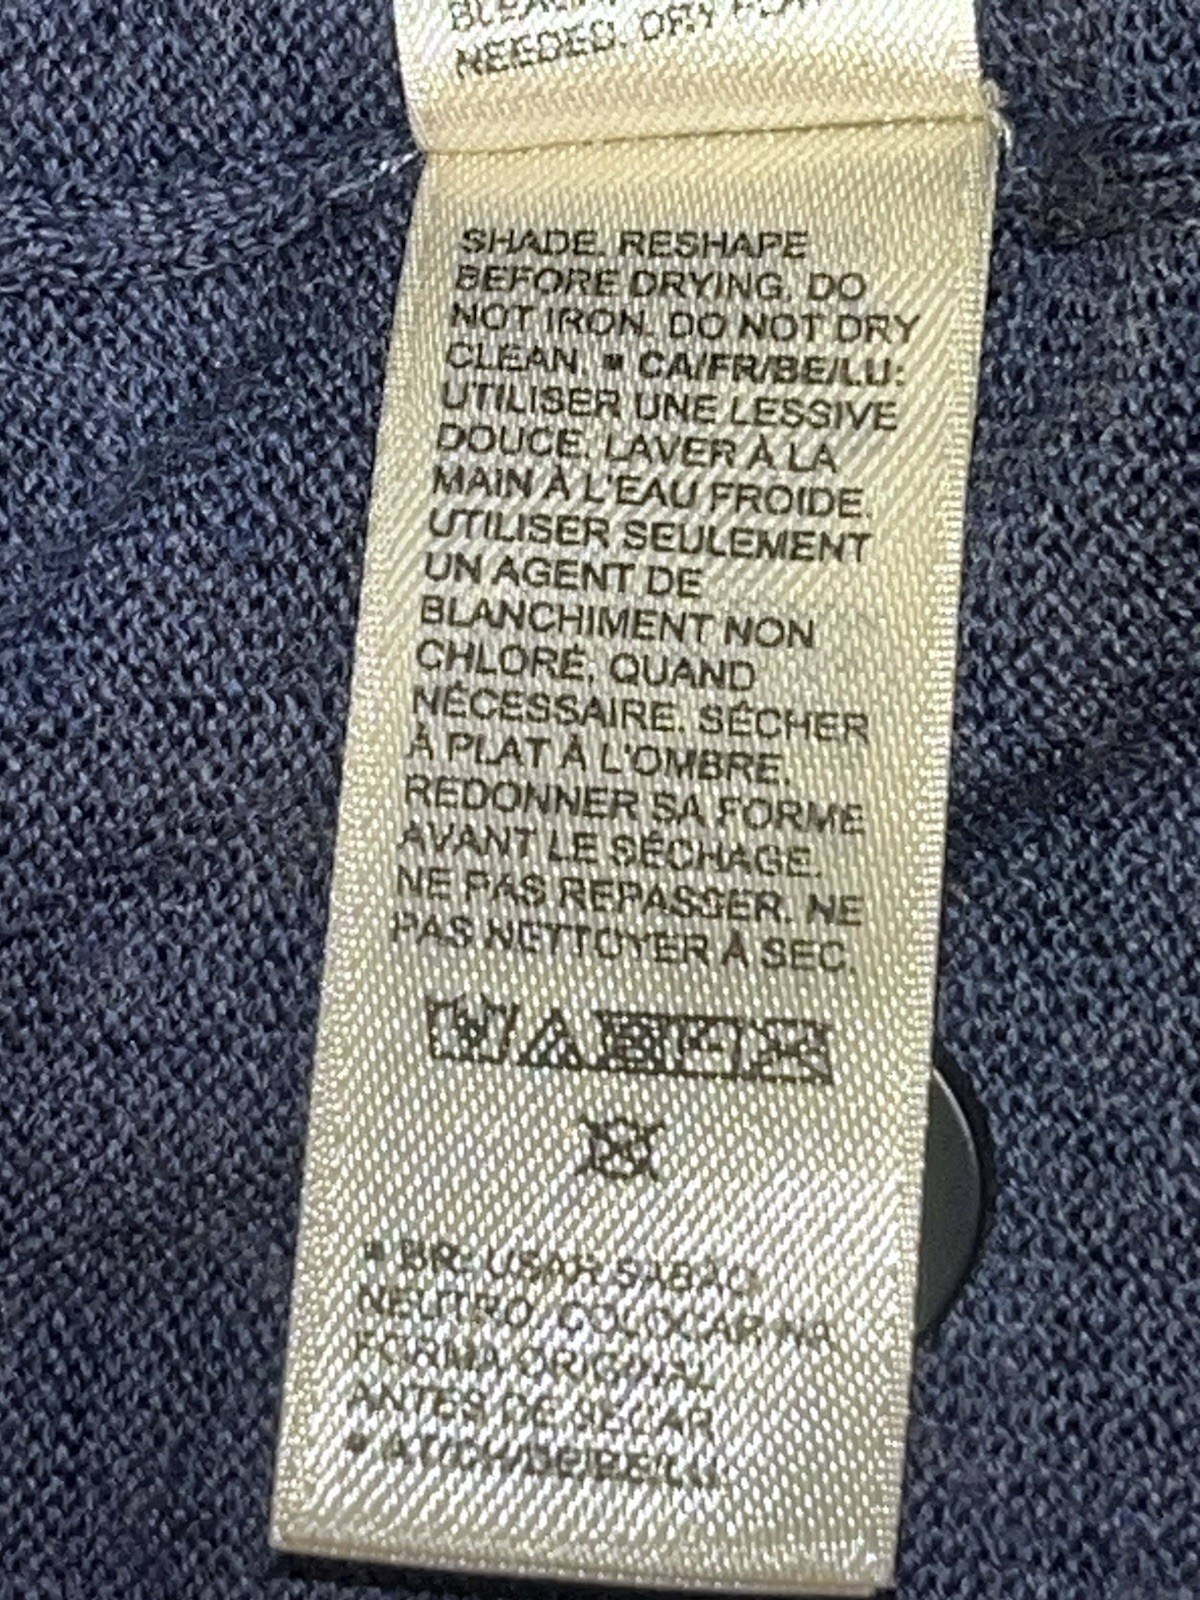 NEEDED. DRY
SHADE. RESHAPE
BEFORE DRYING. DO
NOT IRON. DO NOT DRY
CLEAN. ▪ CA/FR/BE/LU:
UTILISER UNE LESSIVE
DOUCE. LAVER À LA
MAIN À L'EAU FROIDE.
UTILISER SEULEMENT
UN AGENT DE
BLANCHIMENT NON
CHLORÉ, QUAND
NÉCESSAIRE. SÉCHER
À PLAT À L'OMBRE.
REDONNER SA FORME
AVANT LE SÉCHAGE.
NE PAS REPASSER. NE
PAS NETTOYER À SEC.
▪ BR: USAR SABÃO
NEUTRO. COLOCAR NA
FORMA ORIGINAL
ANTES DE SECAR